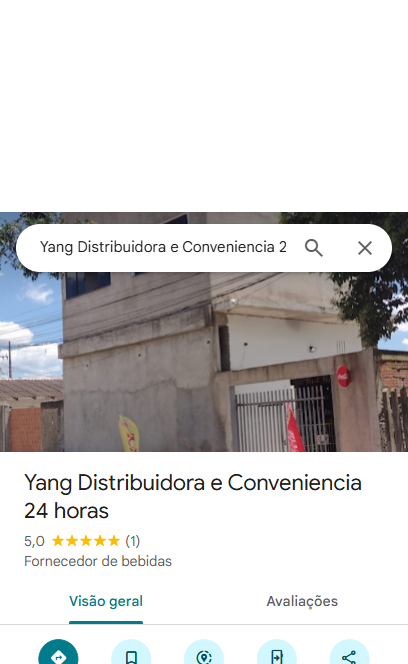 Yang Distribuidora e Conveniencia 2
Yang Distribuidora e Conveniencia
24 horas
5,0 (1)
Fornecedor de bebidas
Visão geral
Avaliações